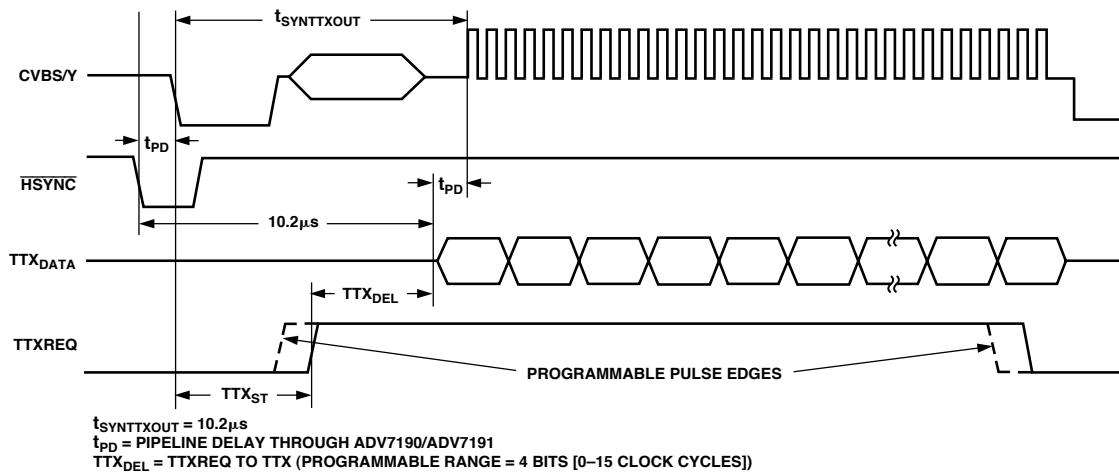 tSYNTTXOUT
CVBS/Y
tPD
HSYNC
tPD
10.2μs
TTXDATA
TTXDEL
TTXREQ
PROGRAMMABLE PULSE EDGES
TTXST
tSYNTTXOUT = 10.2μs
tPD = PIPELINE DELAY THROUGH ADV7190/ADV7191
TTXDEL = TTXREQ TO TTX (PROGRAMMABLE RANGE = 4 BITS [0–15 CLOCK CYCLES])